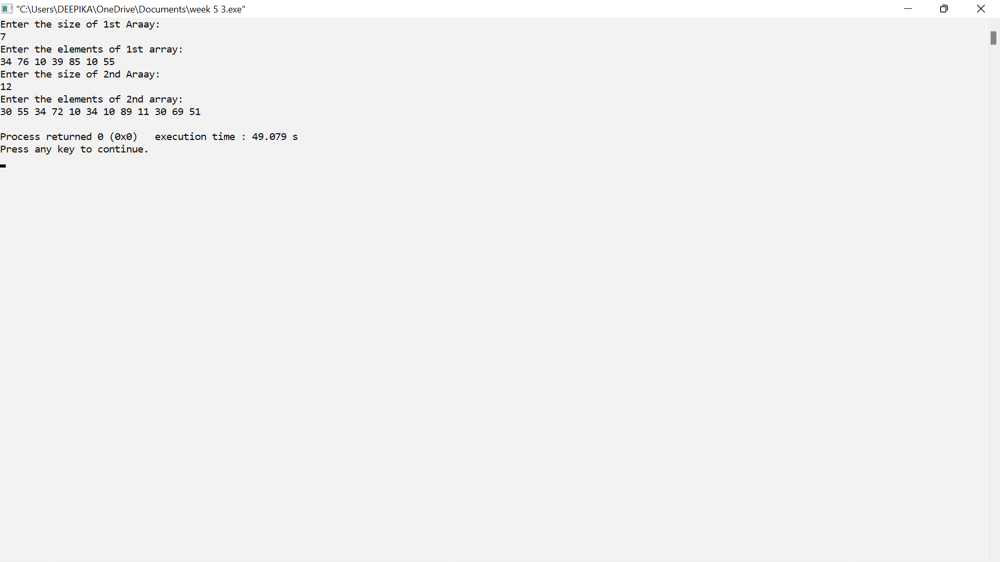 "C:\Users\DEEPIKA\OneDrive\Documents\week 5 3.exe"
Enter the size of 1st Araay:
7
Enter the elements of 1st array:
34 76 10 39 85 10 55
Enter the size of 2nd Araay:
12
Enter the elements of 2nd array:
30 55 34 72 10 34 10 89 11 30 69 51
Process returned 0 (0x0)   execution time : 49.079 s
Press any key to continue.